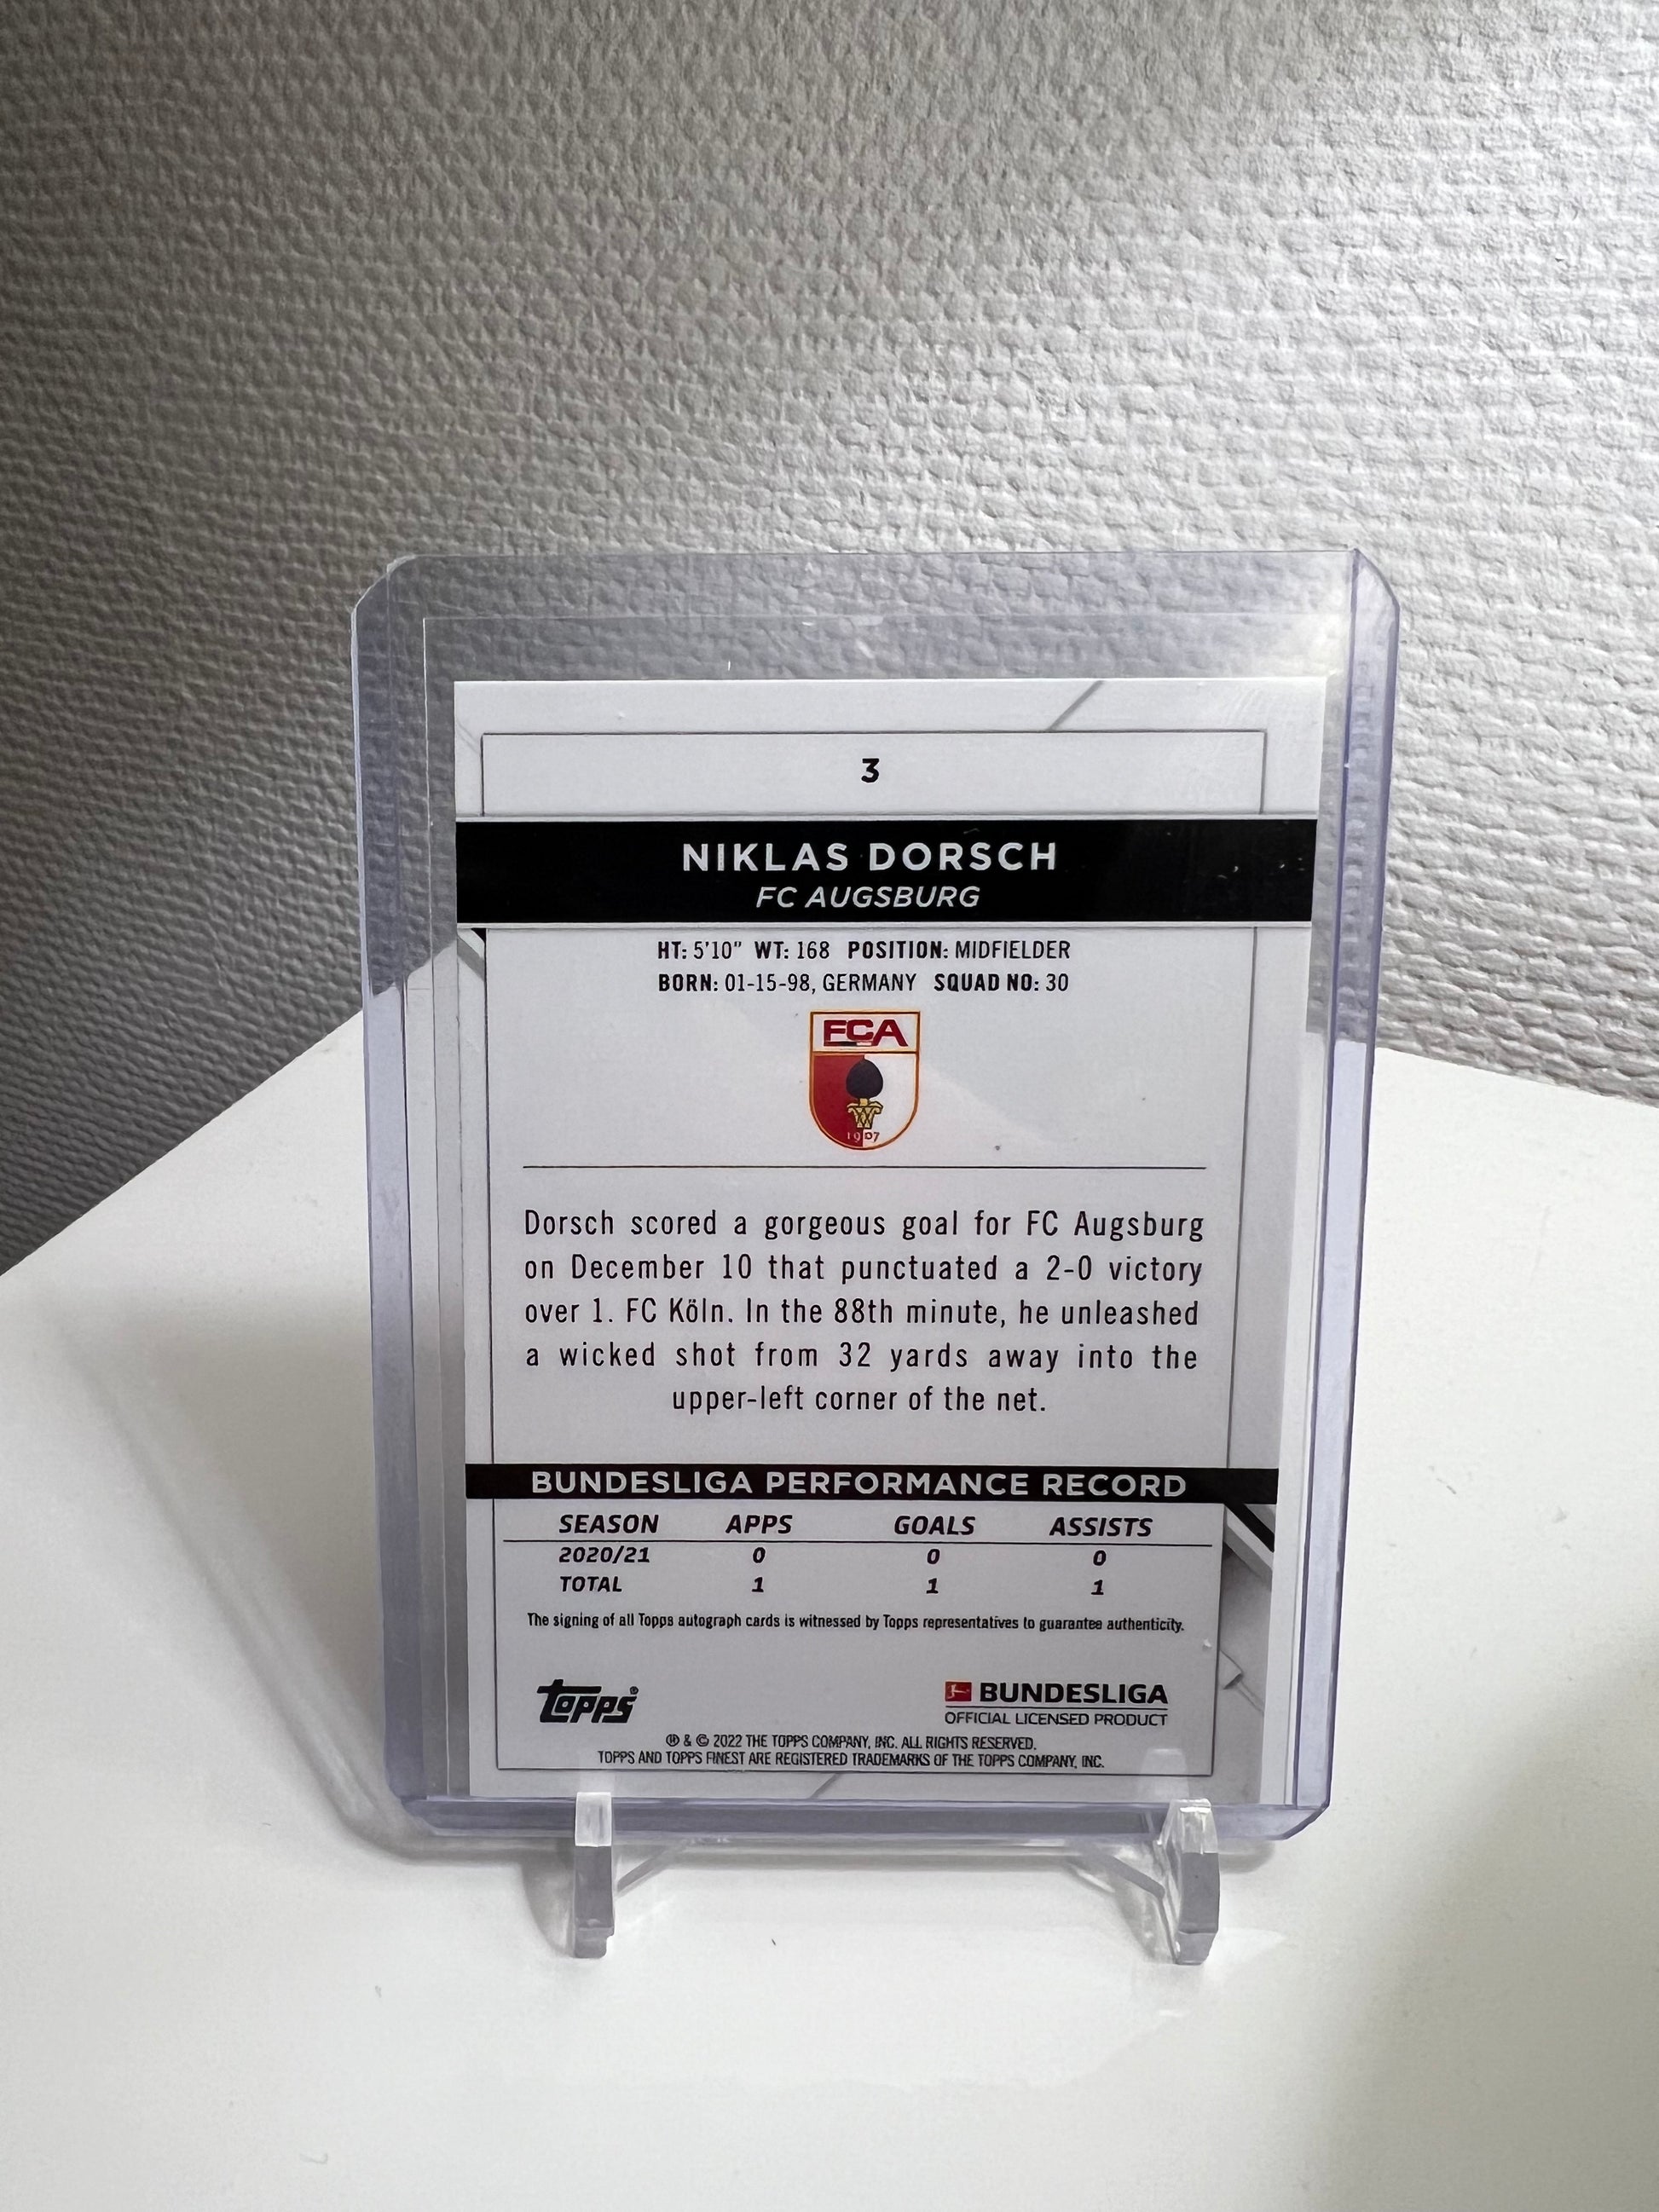 3
NIKLAS DORSCH
FC AUGSBURG
HT: 5'10" WT: 168 POSITION: MIDFIELDER
BORN: 01-15-98, GERMANY SQUAD NO: 30
FCA
1907
Dorsch scored a gorgeous goal for FC Augsburg
on December 10 that punctuated a 2-0 victory
over 1. FC Köln. In the 88th minute, he unleashed
a wicked shot from 32 yards away into the
upper-left corner of the net.
BUNDESLIGA PERFORMANCE RECORD
SEASON APPS GOALS ASSISTS
2020/21 0 0 0
TOTAL 1 1 1
The signing of all Topps autograph cards is witnessed by Topps representatives to guarantee authenticity.
topps® BUNDESLIGA
OFFICIAL LICENSED PRODUCT
℗ & © 2022 THE TOPPS COMPANY, INC. ALL RIGHTS RESERVED.
TOPPS AND TOPPS FINEST ARE REGISTERED TRADEMARKS OF THE TOPPS COMPANY, INC.